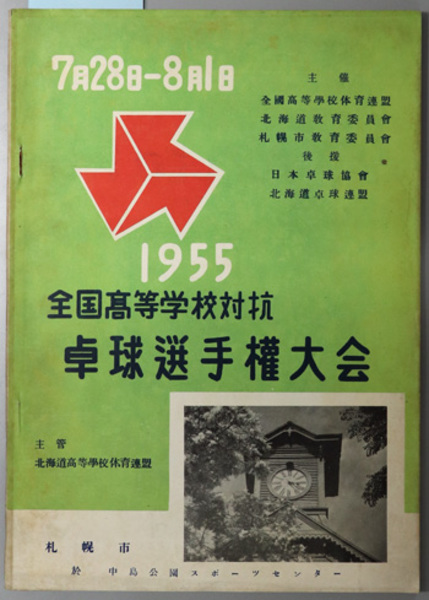 7月28日-8月1日
主催
全國高等學校体育連盟
北海道教育委員會
札幌市教育委員會
後援
日本卓球協會
北海道卓球連盟
1955
全国髙等学校対抗
卓球選手權大会
主管
北海道高等學校体育連盟
札幌市
於 中島公園スポーツセンター